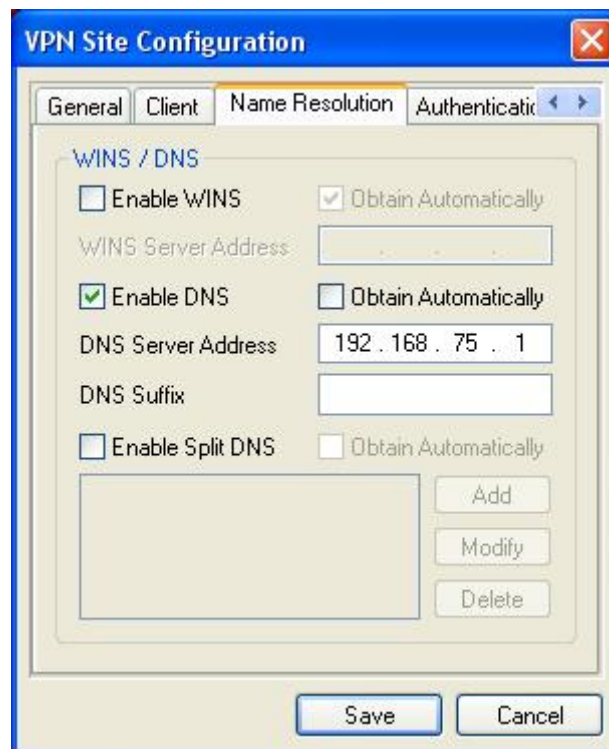 VPN Site Configuration
General Client Name Resolution Authenticatic
WINS / DNS
Enable WINS Obtain Automatically
WINS Server Address . . .
Enable DNS Obtain Automatically
DNS Server Address 192 . 168 . 75 . 1
DNS Suffix
Enable Split DNS Obtain Automatically
Add
Modify
Delete
Save Cancel